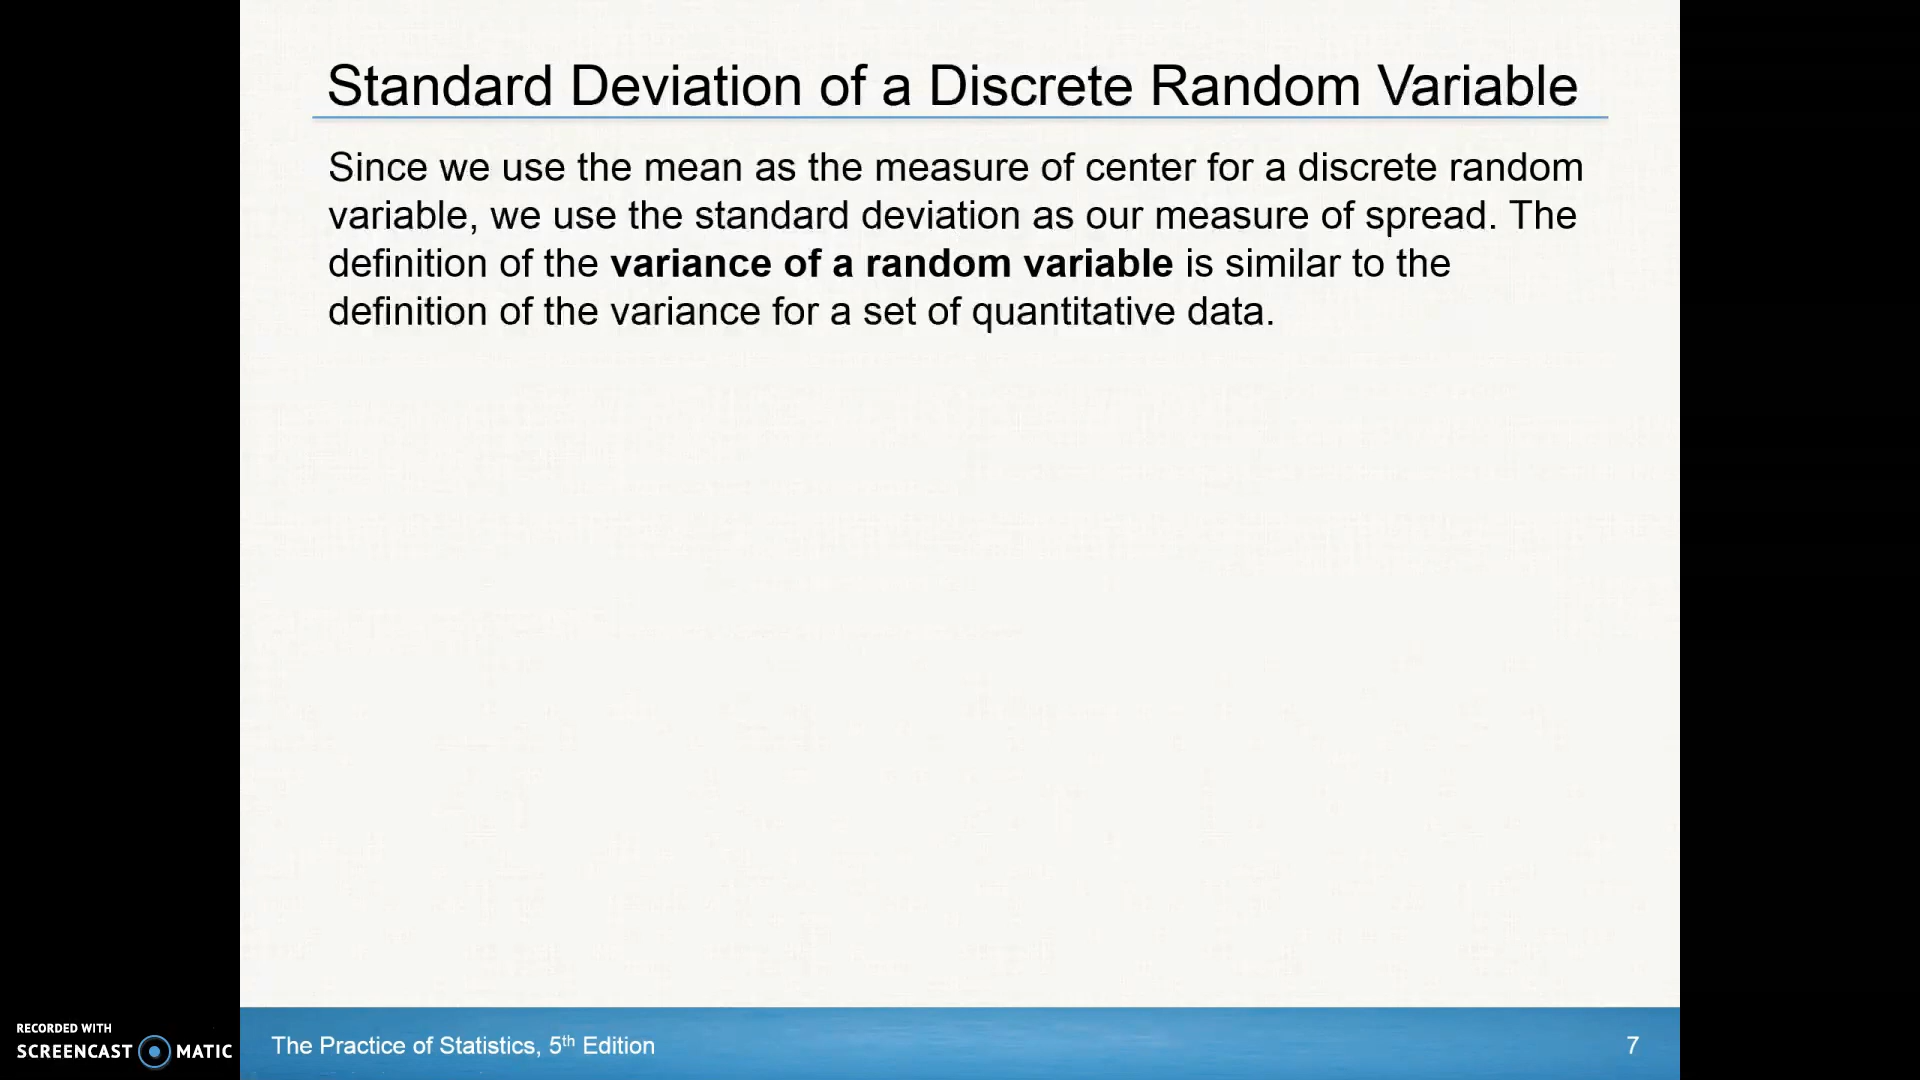 Standard Deviation of a Discrete Random Variable
Since we use the mean as the measure of center for a discrete random
variable, we use the standard deviation as our measure of spread. The
definition of the variance of a random variable is similar to the
definition of the variance for a set of quantitative data.
RECORDED WITH
SCREENCAST MATIC
The Practice of Statistics, 5th Edition
7